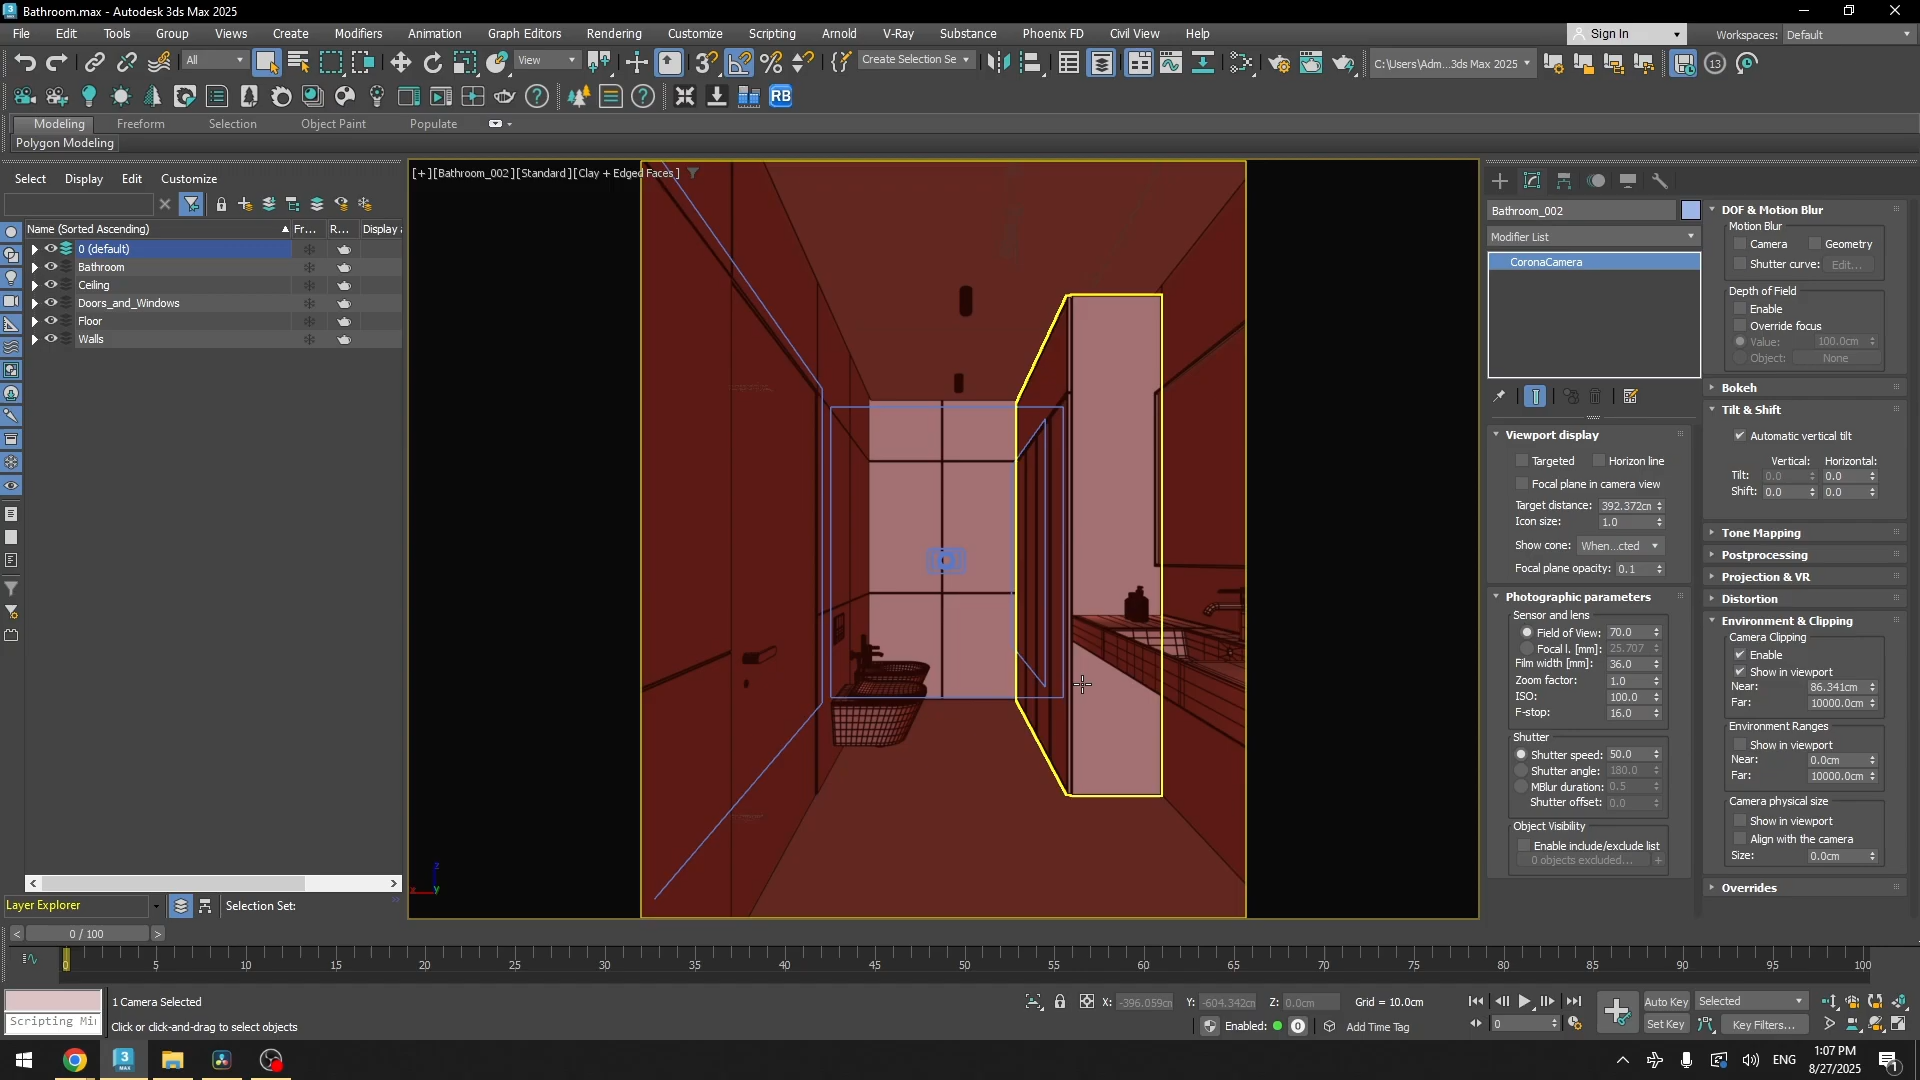 Bathroom.max - Autodesk 3ds Max 2025
File Edit Tools Group Views Create Modifiers Animation Graph Editors Rendering Customize Scripting Arnold V-Ray Substance Phoenix FD Civil View Help
Sign In Workspaces: Default
All View Create Selection Se C:\Users\Adm...3ds Max 2025 13
RB
Modeling Freeform Selection Object Paint Populate
Polygon Modeling
Select Display Edit Customize
Name (Sorted Ascending) Fr... R... Display
0 (default)
Bathroom
Ceiling
Doors_and_Windows
Floor
Walls
Layer Explorer Selection Set:
[+][Bathroom_002][Standard][Clay + Edged Faces]
z
x y
Bathroom_002
Modifier List
CoronaCamera
Viewport display
Targeted Horizon line
Focal plane in camera view
Target distance: 392.372cm
Icon size: 1.0
Show cone: When...cted
Focal plane opacity: 0.1
Photographic parameters
Sensor and lens
Field of View: 70.0
Focal l. [mm]: 25.707
Film width [mm]: 36.0
Zoom factor: 1.0
ISO: 100.0
F-stop: 16.0
Shutter
Shutter speed: 50.0
Shutter angle: 180.0
MBlur duration: 0.5
Shutter offset: 0.0
Object Visibility
Enable include/exclude list
0 objects excluded... +
DOF & Motion Blur
Motion Blur
Camera Geometry
Shutter curve: Edit...
Depth of Field
Enable
Override focus
Value: 100.0cm
Object: None
Bokeh
Tilt & Shift
Automatic vertical tilt
Vertical: Horizontal:
Tilt: 0.0 0.0
Shift: 0.0 0.0
Tone Mapping
Postprocessing
Projection & VR
Distortion
Environment & Clipping
Camera Clipping
Enable
Show in viewport
Near: 86.341cm
Far: 10000.0cm
Environment Ranges
Show in viewport
Near: 0.0cm
Far: 10000.0cm
Camera physical size
Show in viewport
Align with the camera
Size: 0.0cm
Overrides
< 0 / 100 >
0 5 10 15 20 25 30 35 40 45 50 55 60 65 70 75 80 85 90 95 100
1 Camera Selected X: -396.059cm Y: -604.342cm Z: 0.0cm Grid = 10.0cm Auto Key Selected
Scripting Mi Click or click-and-drag to select objects Enabled: 0 Add Time Tag 0 Set Key Key Filters...
ENG 1:07 PM
8/27/2025 1